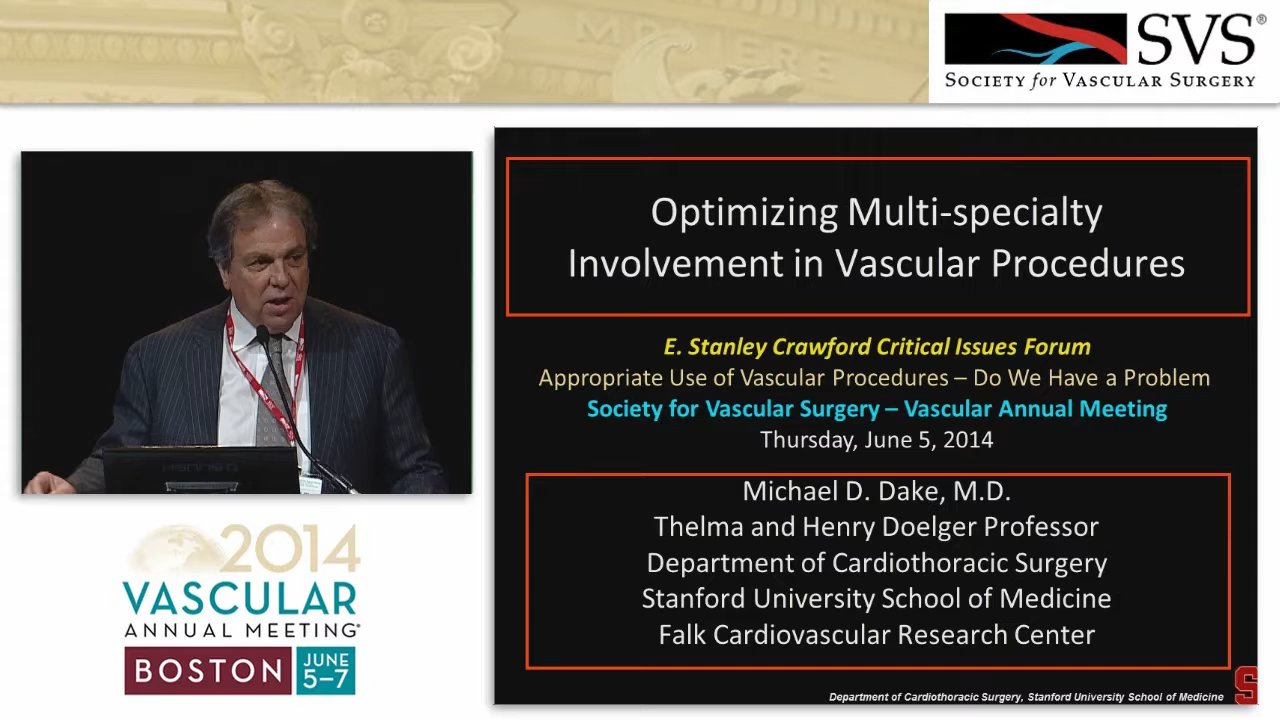 SVS®
SOCIETY for VASCULAR SURGERY
Optimizing Multi-specialty
Involvement in Vascular Procedures
E. Stanley Crawford Critical Issues Forum
Appropriate Use of Vascular Procedures – Do We Have a Problem
Society for Vascular Surgery – Vascular Annual Meeting
Thursday, June 5, 2014
Michael D. Dake, M.D.
Thelma and Henry Doelger Professor
Department of Cardiothoracic Surgery
Stanford University School of Medicine
Falk Cardiovascular Research Center
Department of Cardiothoracic Surgery, Stanford University School of Medicine
S
2014
VASCULAR
ANNUAL MEETING®
BOSTON
JUNE
5–7